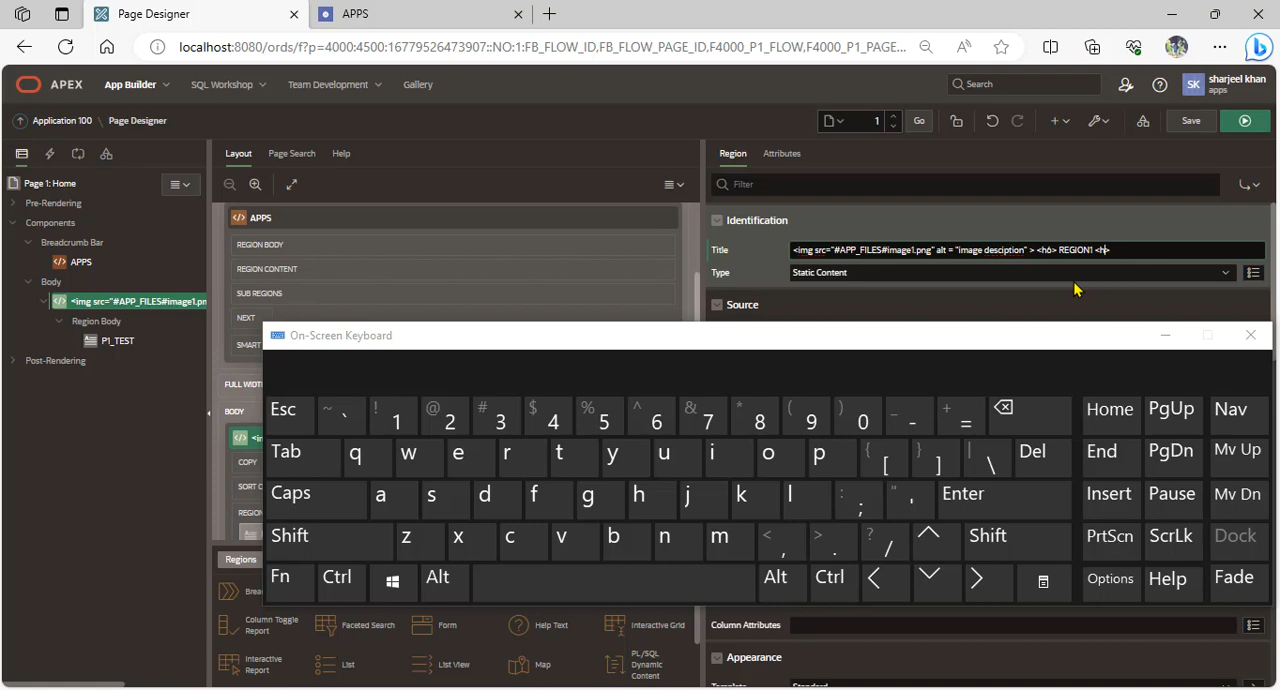 Page Designer
APPS
localhost:8080/ords/f?p=4000:4500:16779526473907::NO:1:FB_FLOW_ID,FB_FLOW_PAGE_ID,F4000_P1_FLOW,F4000_P1_PAGE...
APEX
App Builder
SQL Workshop
Team Development
Gallery
Search
SK
sharjeel khan
apps
Application 100 \ Page Designer
1
Go
Save
Layout
Page Search
Help
Region
Attributes
Page 1: Home
Filter
Pre-Rendering
Components
Breadcrumb Bar
APPS
Body
<img src="#APP_FILES#image1.pn
Region Body
P1_TEST
Post-Rendering
APPS
REGION BODY
REGION CONTENT
SUB REGIONS
NEXT
SMART
FULL WIDT
BODY
<in
COPY
SORT C
REGION
Identification
Title
<img src="#APP_FILES#image1.png" alt = "image desciption" > <h6> REGION1 <h>
Type
Static Content
Source
On-Screen Keyboard
Esc ~ ` ! 1 @ 2 # 3 $ 4 % 5 ^ 6 & 7 * 8 ( 9 ) 0 _ - + = Home PgUp Nav
Tab q w e r t y u i o p { [ } ] | \ Del End PgDn Mv Up
Caps a s d f g h j k l : ; " ' Enter Insert Pause Mv Dn
Shift z x c v b n m < , > . ? / Shift PrtScn ScrLk Dock
Fn Ctrl Alt Alt Ctrl Options Help Fade
Regions
Brea
Column Toggle
Report
Faceted Search
Form
Help Text
Interactive Grid
Interactive
Report
List
List View
Map
PL/SQL
Dynamic
Content
Column Attributes
Appearance
Template
Standard